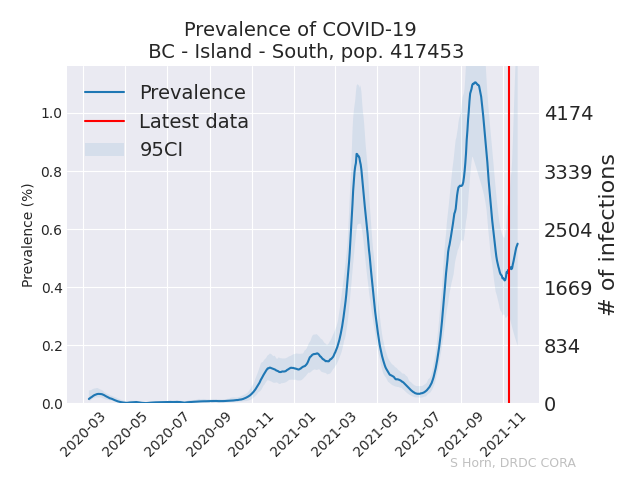 Prevalence of COVID-19
BC - Island - South, pop. 417453
Prevalence
Latest data
95CI
Prevalence (%)
1.0
0.8
0.6
0.4
0.2
0.0
4174
3339
2504
1669
834
0
# of infections
2020-03
2020-05
2020-07
2020-09
2020-11
2021-01
2021-03
2021-05
2021-07
2021-09
2021-11
S Horn, DRDC CORA